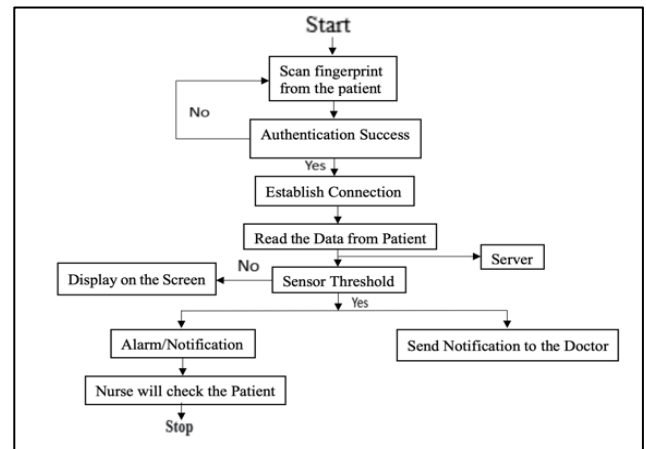 Start
Scan fingerprint
from the patient
No
Authentication Success
Yes
Establish Connection
Read the Data from Patient
Server
No
Display on the Screen
Sensor Threshold
Yes
Alarm/Notification
Send Notification to the Doctor
Nurse will check the Patient
Stop